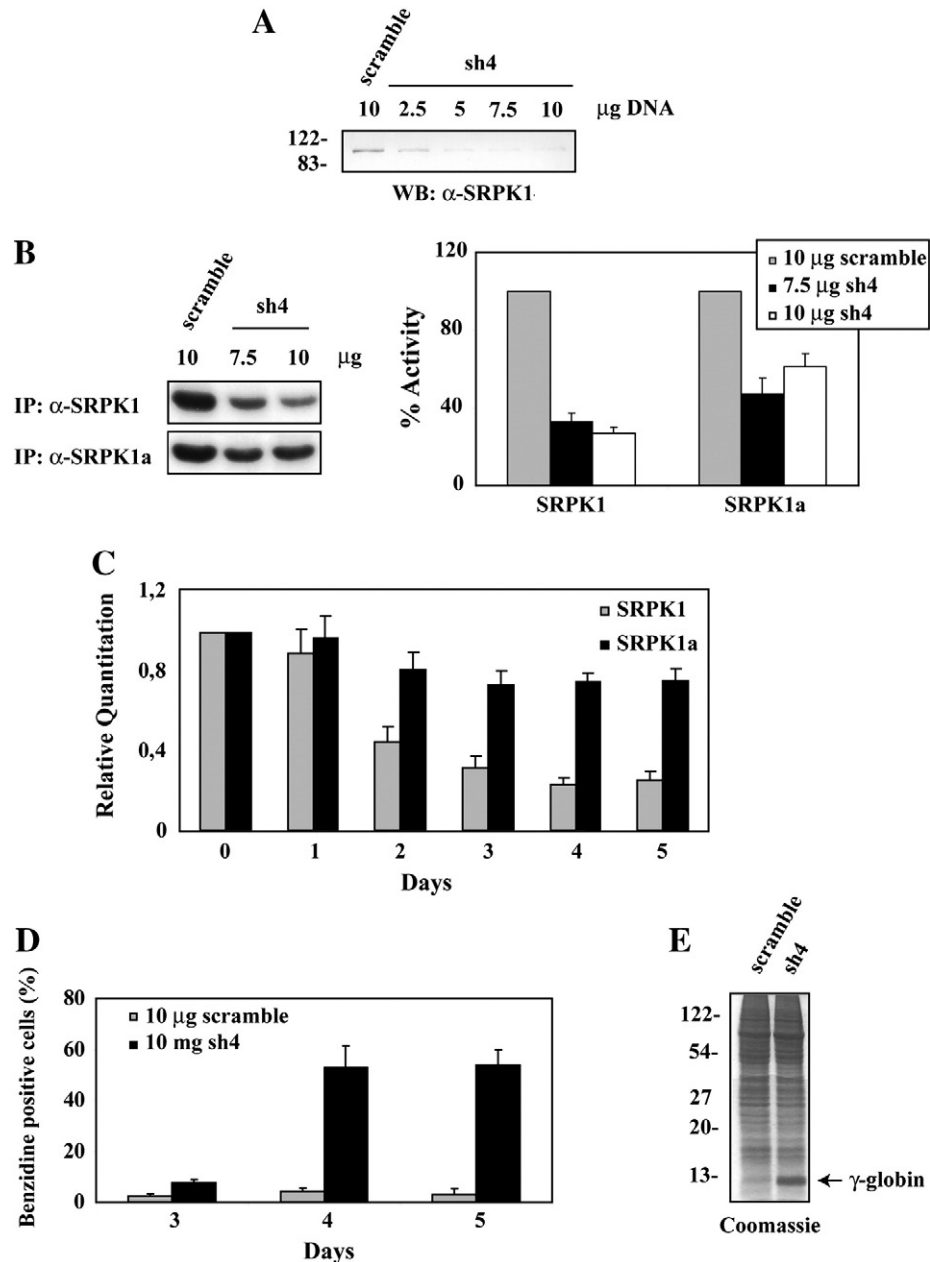 A
scramble
sh4
10 2.5 5 7.5 10 μg DNA
122-
83-
WB: α-SRPK1
B
scramble
sh4
10 7.5 10 μg
IP: α-SRPK1
IP: α-SRPK1a
120
80
40
0
% Activity
10 μg scramble
7.5 μg sh4
10 μg sh4
SRPK1 SRPK1a
C
1,2
0,8
0,4
0
Relative Quantitation
SRPK1
SRPK1a
0 1 2 3 4 5
Days
D
80
60
40
20
0
Benzidine positive cells (%)
10 μg scramble
10 mg sh4
3 4 5
Days
E
scramble
sh4
122-
54-
27
20-
13-
γ-globin
Coomassie